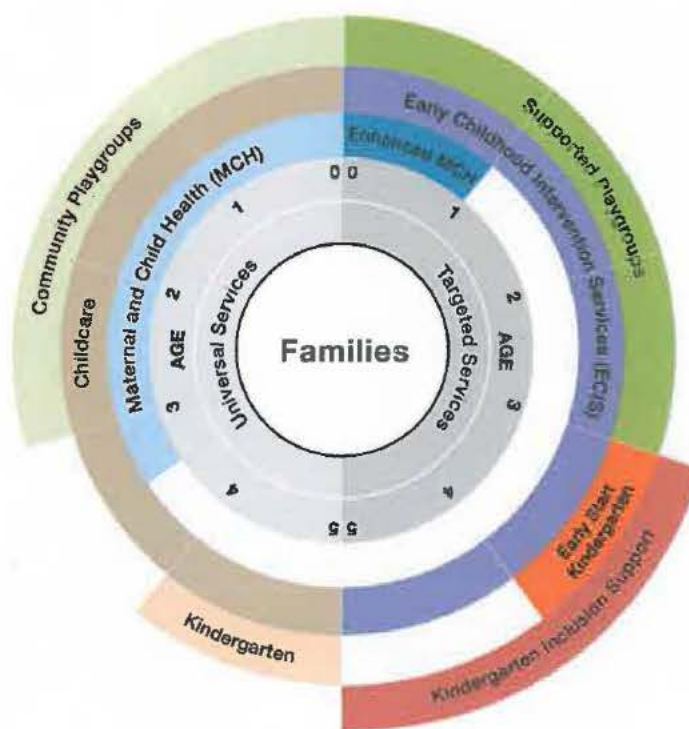 Community Playgroups
Childcare
Maternal and Child Health (MCH)
0
1
2
AGE
3
4
5
Universal Services
Families
Targeted Services
0
1
2
AGE
3
4
5
Enhanced MCH
Early Childhood Intervention Services (ECIS)
Supported Playgroups
Early Start
Kindergarten
Kindergarten Inclusion Support
Kindergarten